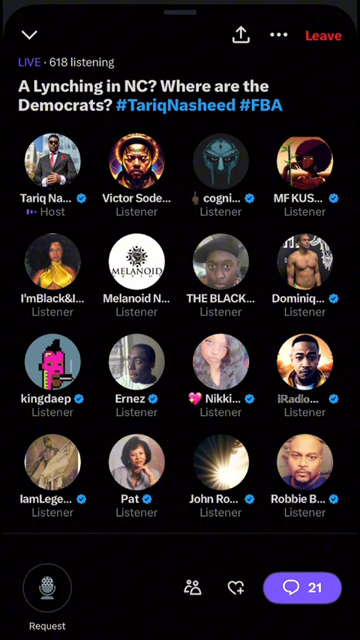 Leave
LIVE · 618 listening
A Lynching in NC? Where are the
Democrats? #TariqNasheed #FBA
Tariq Na... Victor Sode... cogni... MF KUS...
Host Listener Listener Listener
MELANOID
I'mBlack&I... Melanoid N... THE BLACK... Dominiq...
Listener Listener Listener Listener
kingdaep Ernez Nikki... iRadio...
Listener Listener Listener Listener
IamLege... Pat John Ro... Robbie B...
Listener Listener Listener Listener
21
Request